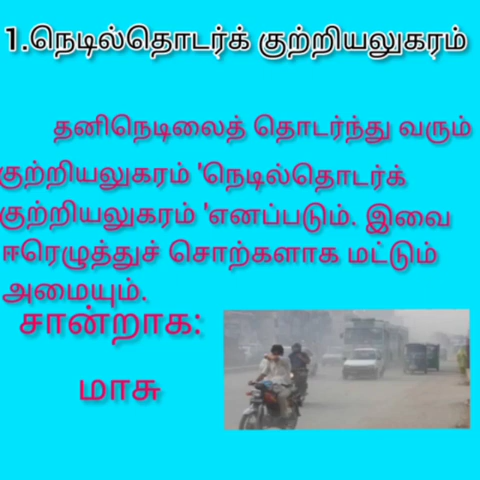 1.நெடில்தொடர்க் குற்றியலுகரம்
தனிநெடிலைத் தொடர்ந்து வரும்
குற்றியலுகரம் 'நெடில்தொடர்க்
குற்றியலுகரம் 'எனப்படும். இவை
ஈரெழுத்துச் சொற்களாக மட்டும்
அமையும்.
சான்றாக:
மாசு